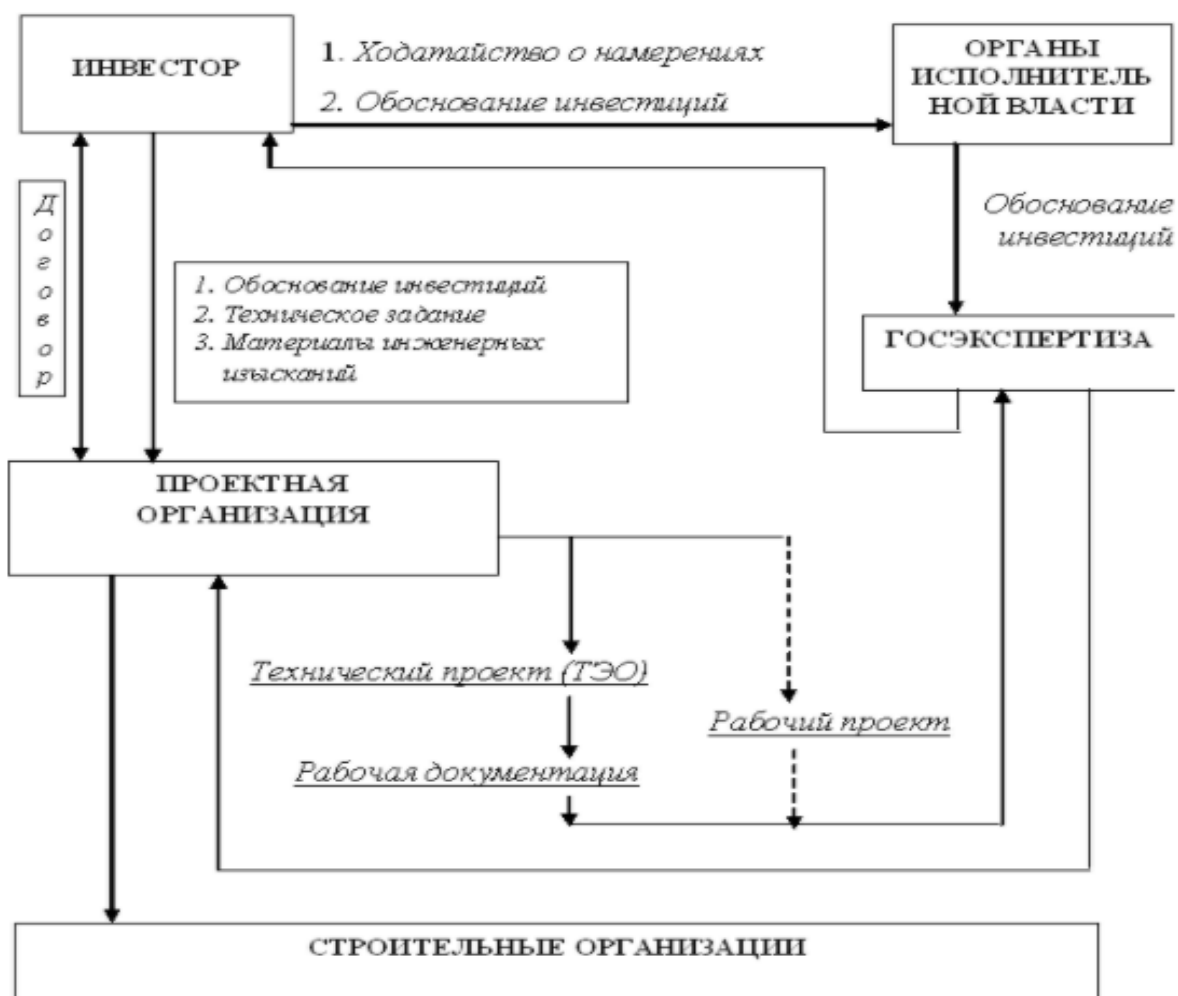 ИНВЕСТОР
1. Ходатайство о намерениях
2. Обоснование инвестиций
ОРГАНЫ
ИСПОЛНИТЕЛЬ
НОЙ ВЛАСТИ
Договор
Обоснование
инвестиций
1. Обоснование инвестиций
2. Техническое задание
3. Материалы инженерных
изысканий
ГОСЭКСПЕРТИЗА
ПРОЕКТНАЯ
ОРГАНИЗАЦИЯ
Технический проект (ТЭО)
Рабочий проект
Рабочая документация
СТРОИТЕЛЬНЫЕ ОРГАНИЗАЦИИ